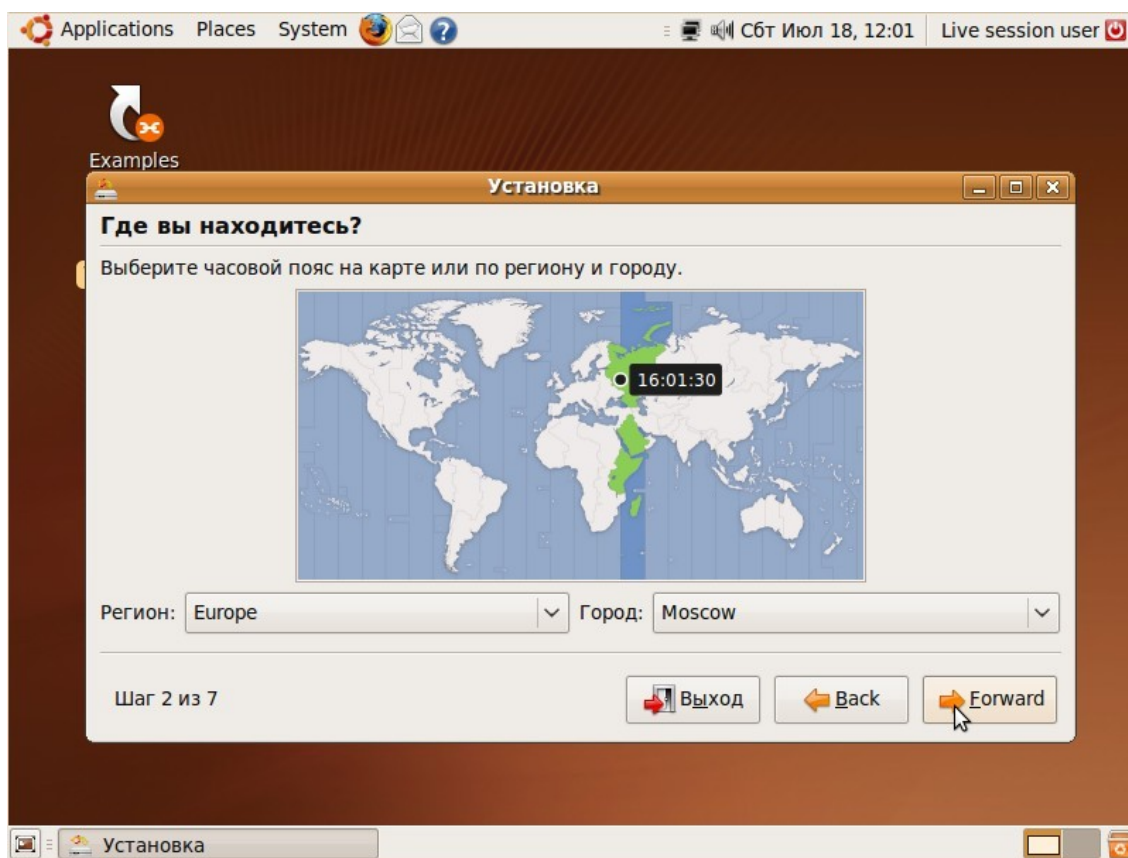 Applications Places System Сбт Июл 18, 12:01 Live session user
Examples
Установка
Где вы находитесь?
Выберите часовой пояс на карте или по региону и городу.
16:01:30
Регион: Europe Город: Moscow
Шаг 2 из 7 Выход Back Forward
Установка